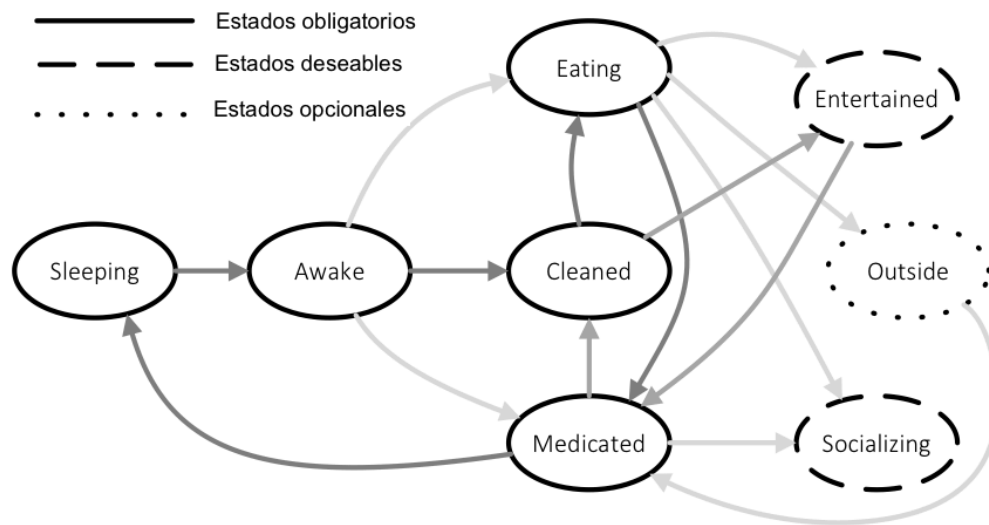 Estados obligatorios
Estados deseables
Estados opcionales
Eating
Entertained
Sleeping
Awake
Cleaned
Outside
Medicated
Socializing